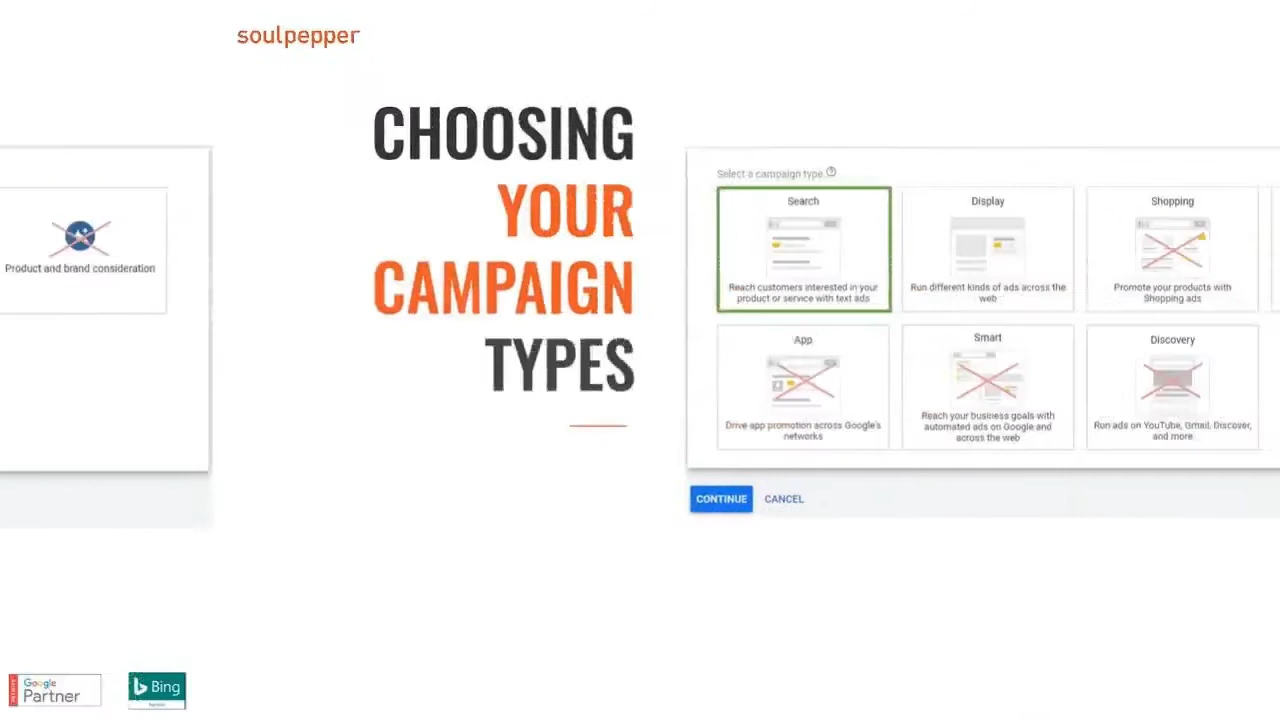 soulpepper
CHOOSING
YOUR
CAMPAIGN
TYPES
Product and brand consideration
Select a campaign type
Search
Reach customers interested in your
product or service with text ads
Display
Run different kinds of ads across the
web
Shopping
Promote your products with
Shopping ads
App
Drive app promotion across Google's
networks
Smart
Reach your business goals with
automated ads on Google and
across the web
Discovery
Run ads on YouTube, Gmail, Discover,
and more
CONTINUE
CANCEL
Google
Partner
Bing